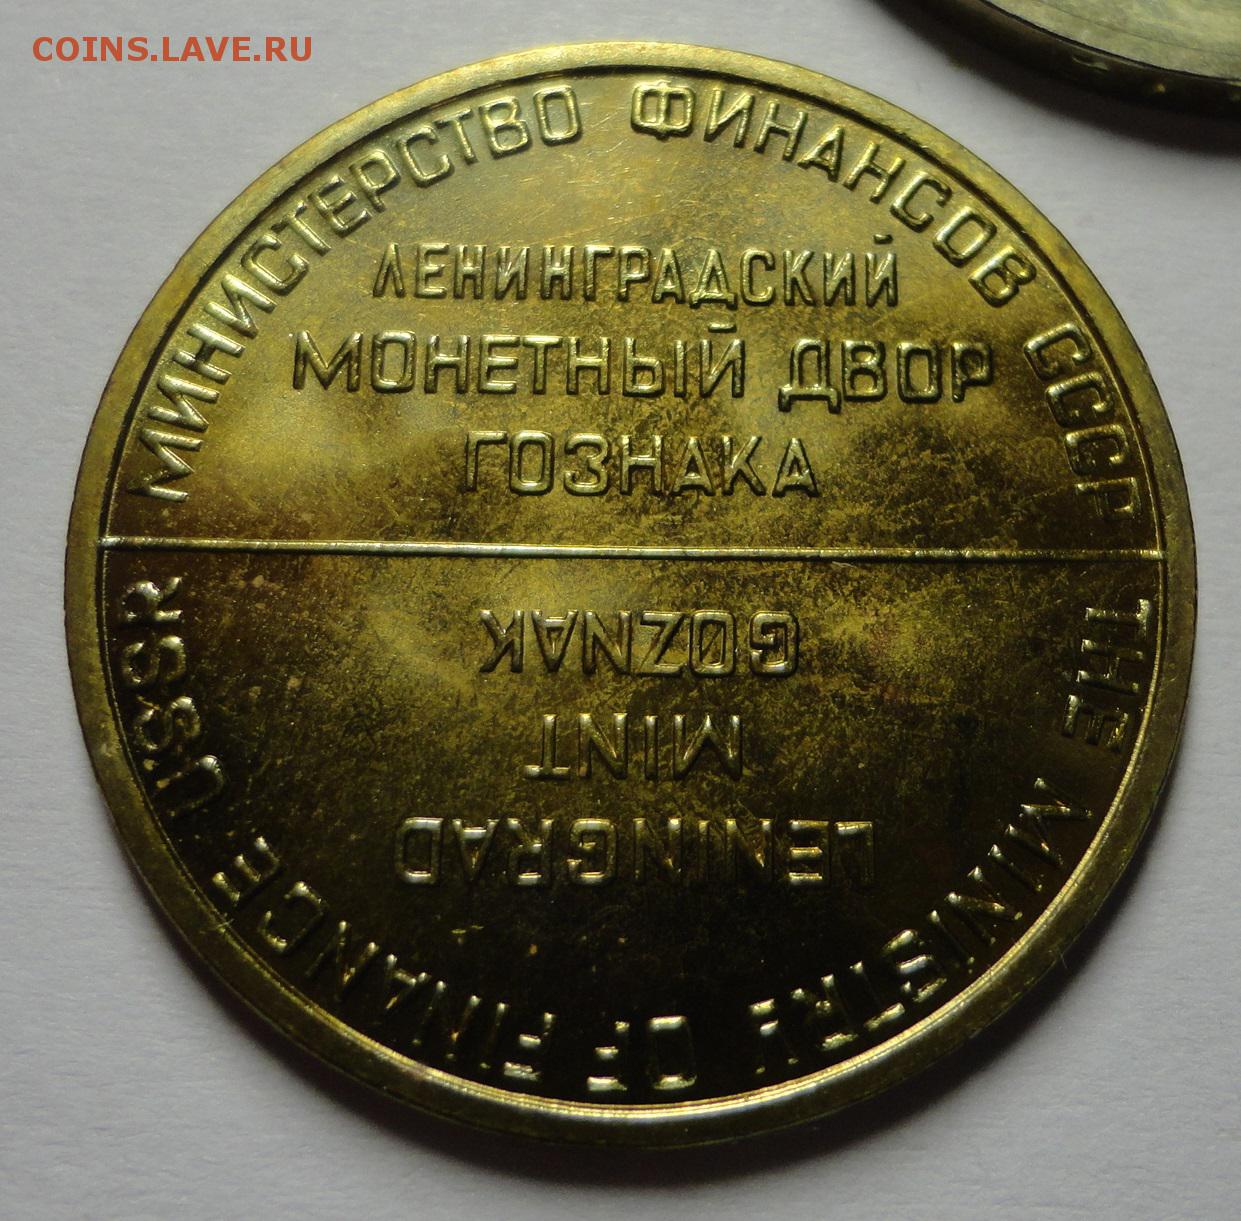 COINS.LAVE.RU
МИНИСТЕРСТВО ФИНАНСОВ СССР
ЛЕНИНГРАДСКИЙ
МОНЕТНЫЙ ДВОР
ГОЗНАКА
THE MINISTRY OF FINANCE USSR
LENINGRAD
MINT
GOZNAK